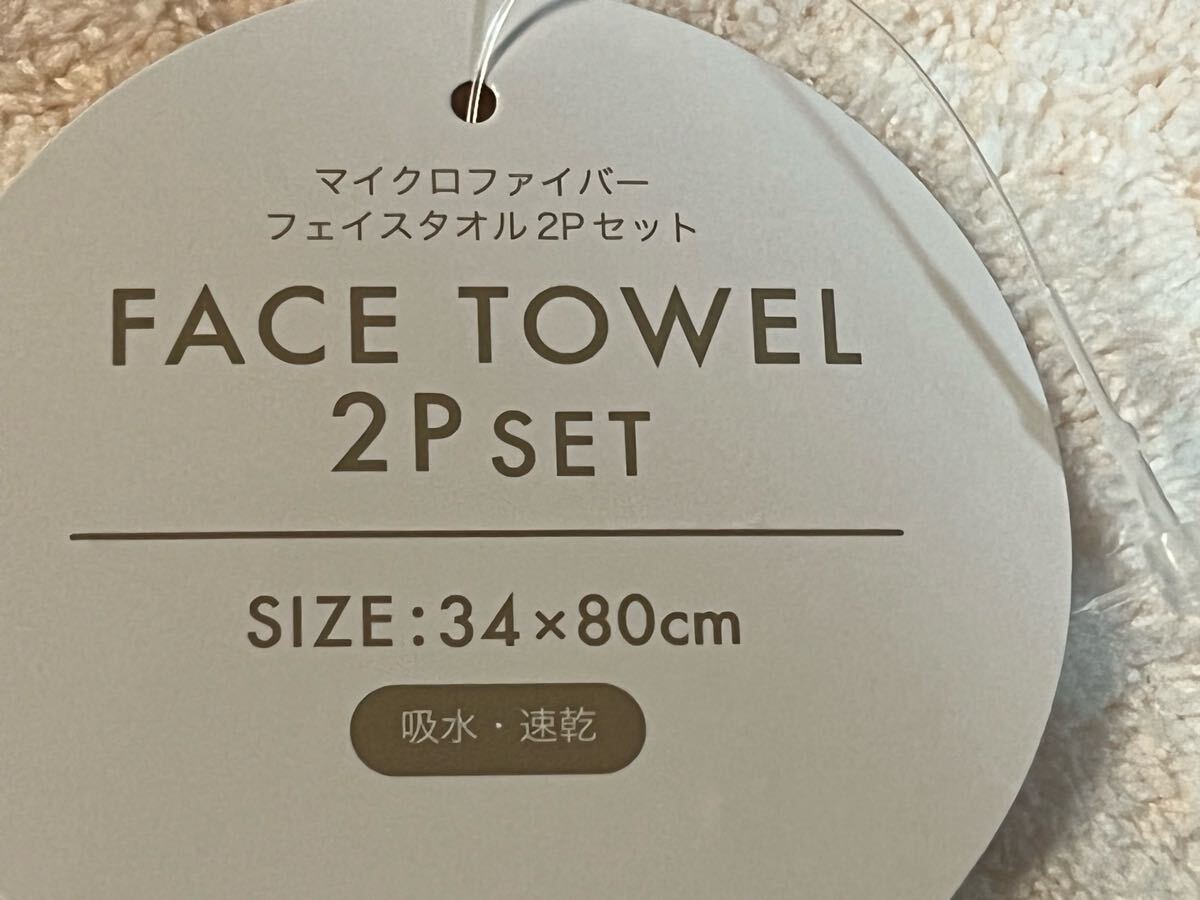 マイクロファイバー
フェイスタオル2Pセット
FACE TOWEL
2P SET
SIZE:34×80cm
吸水・速乾